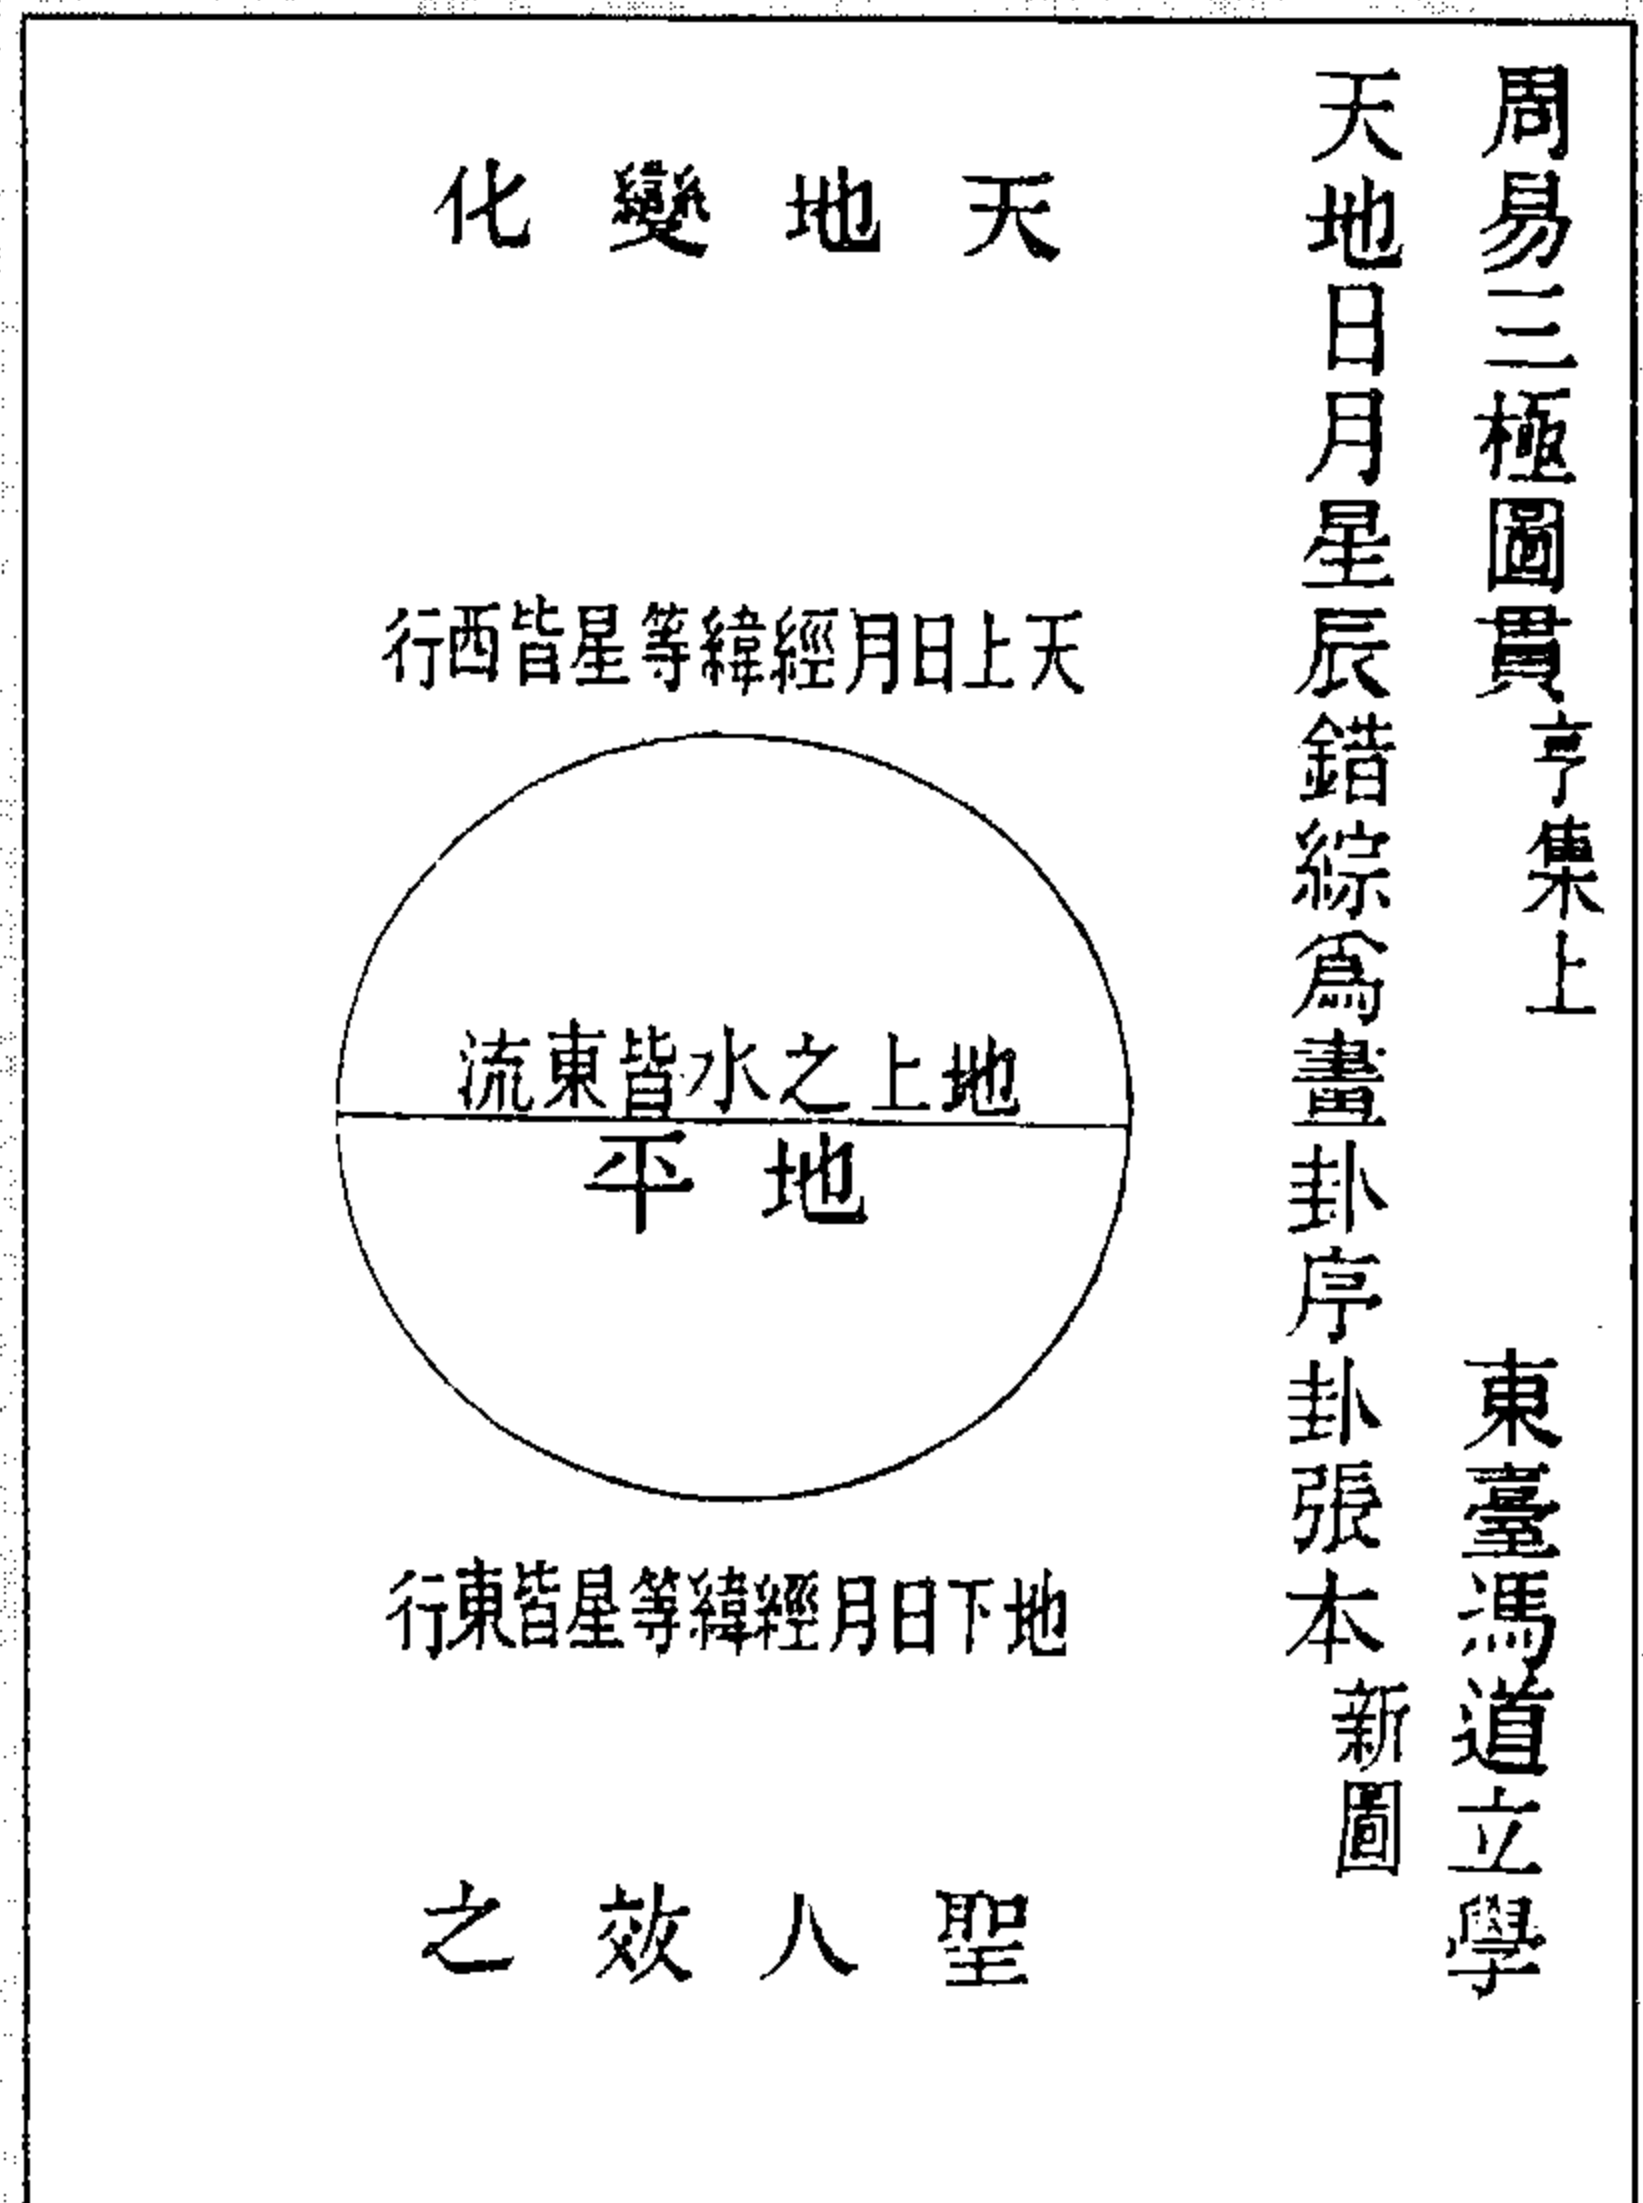 周易三極圖貫亨集上 東臺馮道立學
天地日月星辰錯綜爲畫卦序卦張本新圖
天地變化
天上日月經緯等星皆西行
地上之水皆東流
地平
地下日月經緯等星皆東行
聖人效之